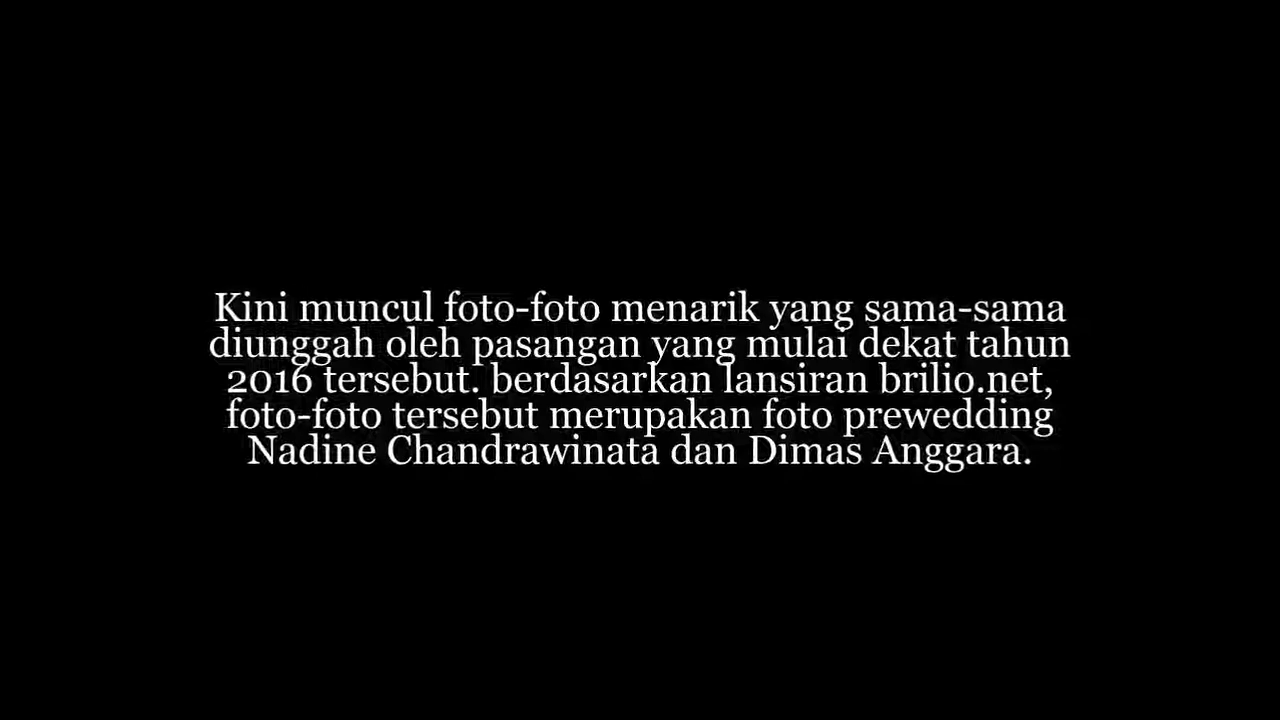 Kini muncul foto-foto menarik yang sama-sama
diunggah oleh pasangan yang mulai dekat tahun
2016 tersebut. berdasarkan lansiran brilio.net,
foto-foto tersebut merupakan foto prewedding
Nadine Chandrawinata dan Dimas Anggara.